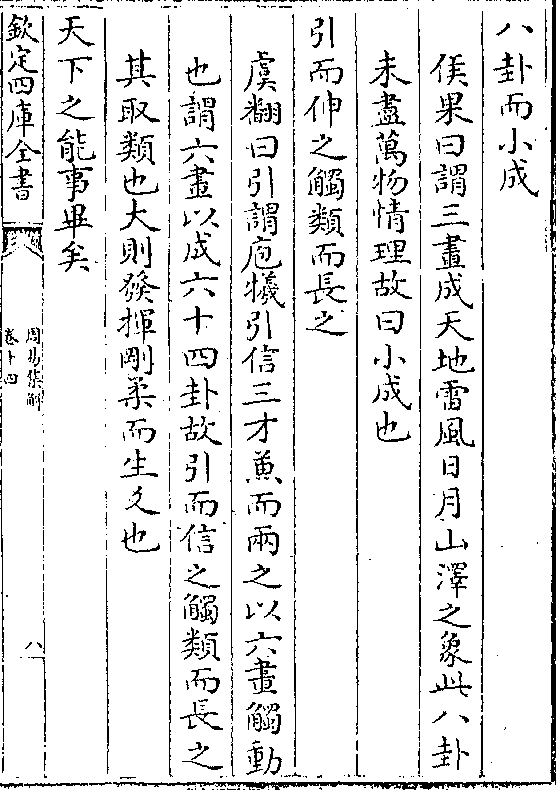 八卦而小成
侯果曰謂三畫成天地雷風日月山澤之象此八卦
未盡萬物情理故曰小成也
引而伸之觸類而長之
虞翻曰引謂庖犧引信三才兼而兩之以六畫觸動
也謂六畫以成六十四卦故引而信之觸類而長之
其取類也大則發揮剛柔而生爻也
天下之能事畢矣
欽定四庫全書
周易集解
卷十四
八